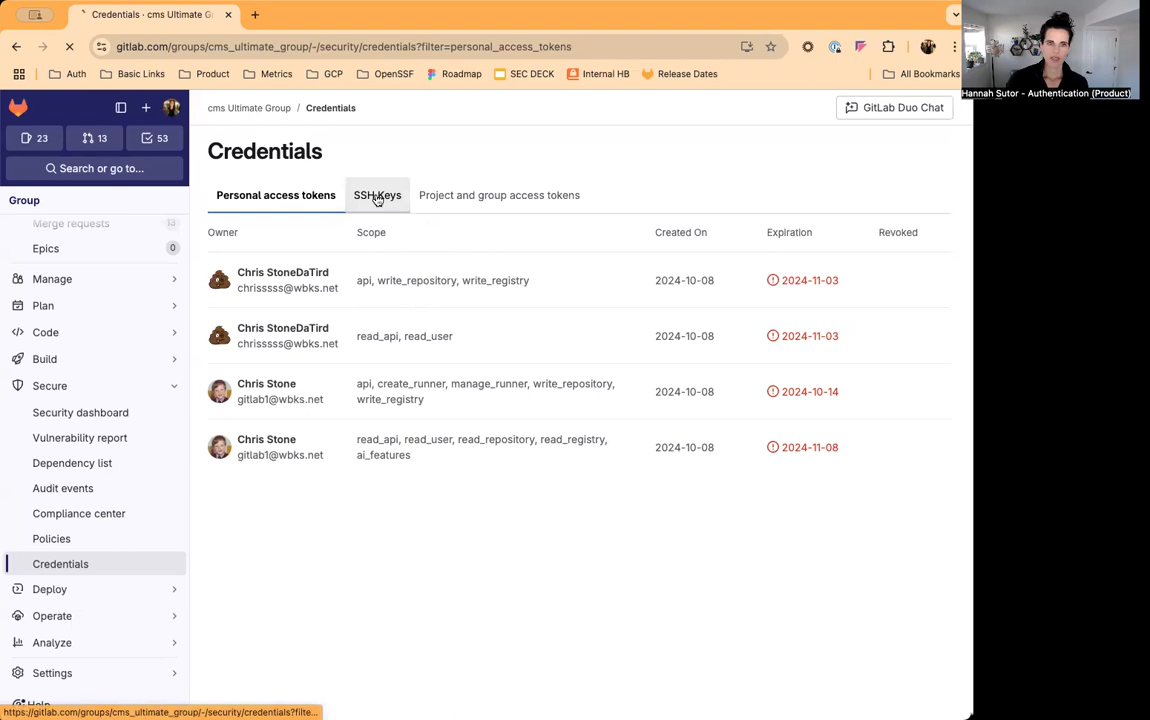 Credentials · cms Ultimate Gr
gitlab.com/groups/cms_ultimate_group/-/security/credentials?filter=personal_access_tokens
Auth
Basic Links
Product
Metrics
GCP
OpenSSF
Roadmap
SEC DECK
Internal HB
Release Dates
All Bookmarks
Hannah Sutor - Authentication (Product)
23
13
53
Search or go to...
Group
Merge requests
13
Epics
0
Manage
Plan
Code
Build
Secure
Security dashboard
Vulnerability report
Dependency list
Audit events
Compliance center
Policies
Credentials
Deploy
Operate
Analyze
Settings
Help
https://gitlab.com/groups/cms_ultimate_group/-/security/credentials?filte...
cms Ultimate Group / Credentials
GitLab Duo Chat
Credentials
Personal access tokens
SSH Keys
Project and group access tokens
Owner
Scope
Created On
Expiration
Revoked
Chris StoneDaTird
chrisssss@wbks.net
api, write_repository, write_registry
2024-10-08
2024-11-03
Chris StoneDaTird
chrisssss@wbks.net
read_api, read_user
2024-10-08
2024-11-03
Chris Stone
gitlab1@wbks.net
api, create_runner, manage_runner, write_repository,
write_registry
2024-10-08
2024-10-14
Chris Stone
gitlab1@wbks.net
read_api, read_user, read_repository, read_registry,
ai_features
2024-10-08
2024-11-08